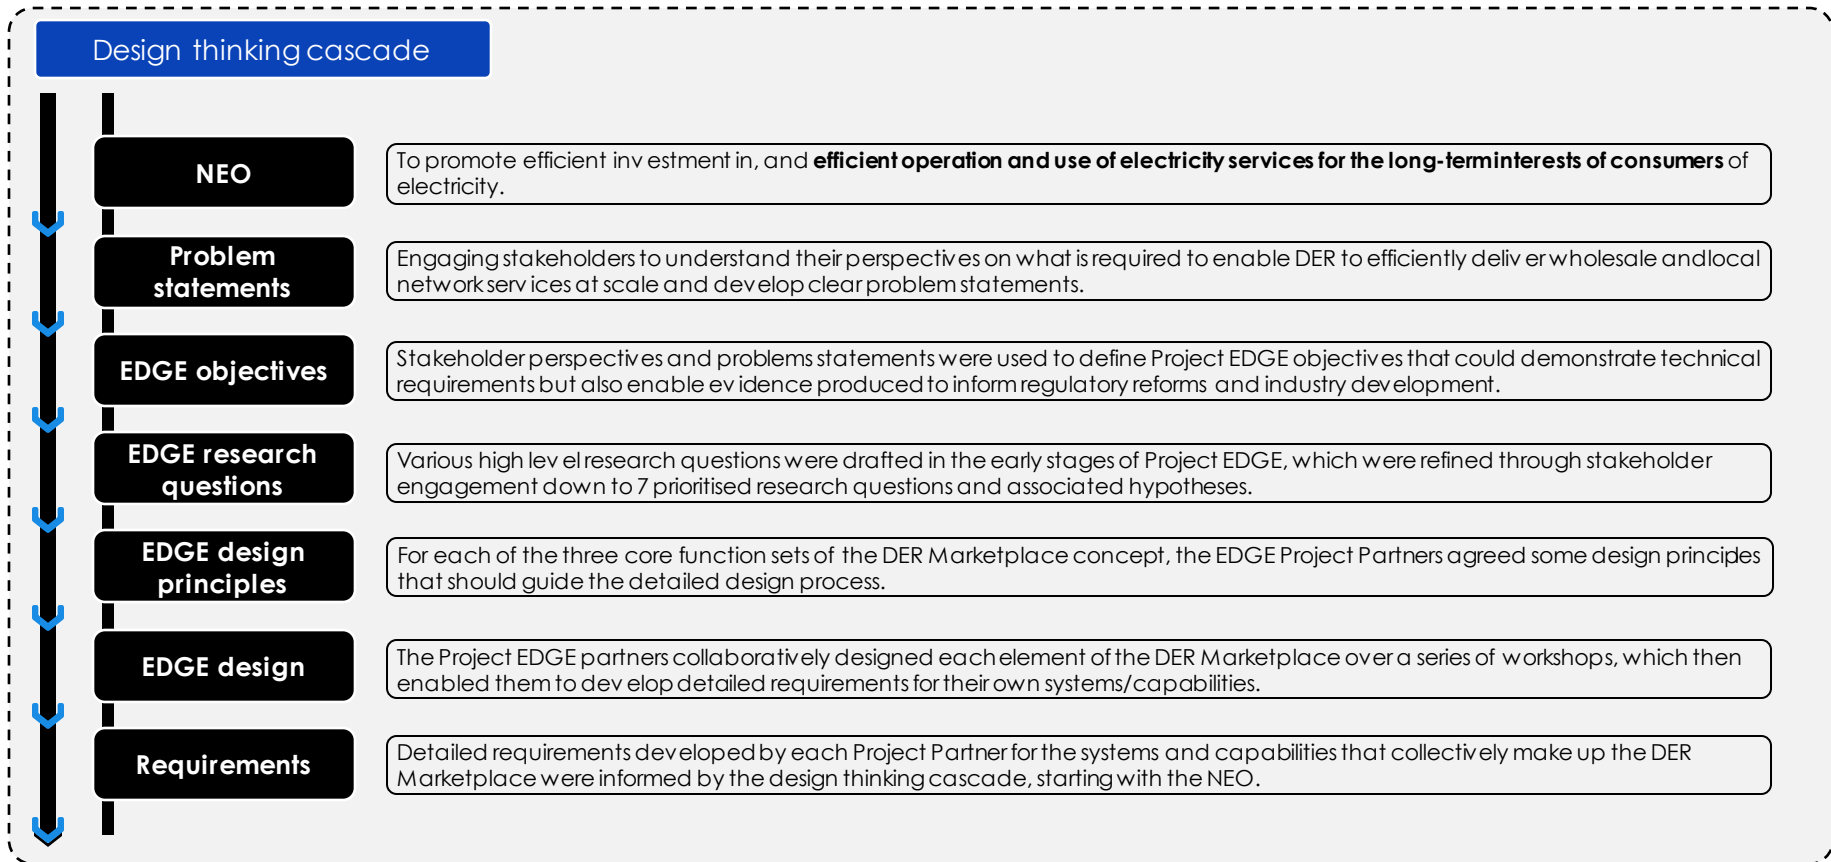 Design thinking cascade
NEO
To promote efficient investment in, and efficient operation and use of electricity services for the long-term interests of consumers of
electricity.
Problem
statements
Engaging stakeholders to understand their perspectives on what is required to enable DER to efficiently deliver wholesale and local
network services at scale and develop clear problem statements.
EDGE objectives
Stakeholder perspectives and problems statements were used to define Project EDGE objectives that could demonstrate technical
requirements but also enable evidence produced to inform regulatory reforms and industry development.
EDGE research
questions
Various high level research questions were drafted in the early stages of Project EDGE, which were refined through stakeholder
engagement down to 7 prioritised research questions and associated hypotheses.
EDGE design
principles
For each of the three core function sets of the DER Marketplace concept, the EDGE Project Partners agreed some design principles
that should guide the detailed design process.
EDGE design
The Project EDGE partners collaboratively designed each element of the DER Marketplace over a series of workshops, which then
enabled them to develop detailed requirements for their own systems/capabilities.
Requirements
Detailed requirements developed by each Project Partner for the systems and capabilities that collectively make up the DER
Marketplace were informed by the design thinking cascade, starting with the NEO.